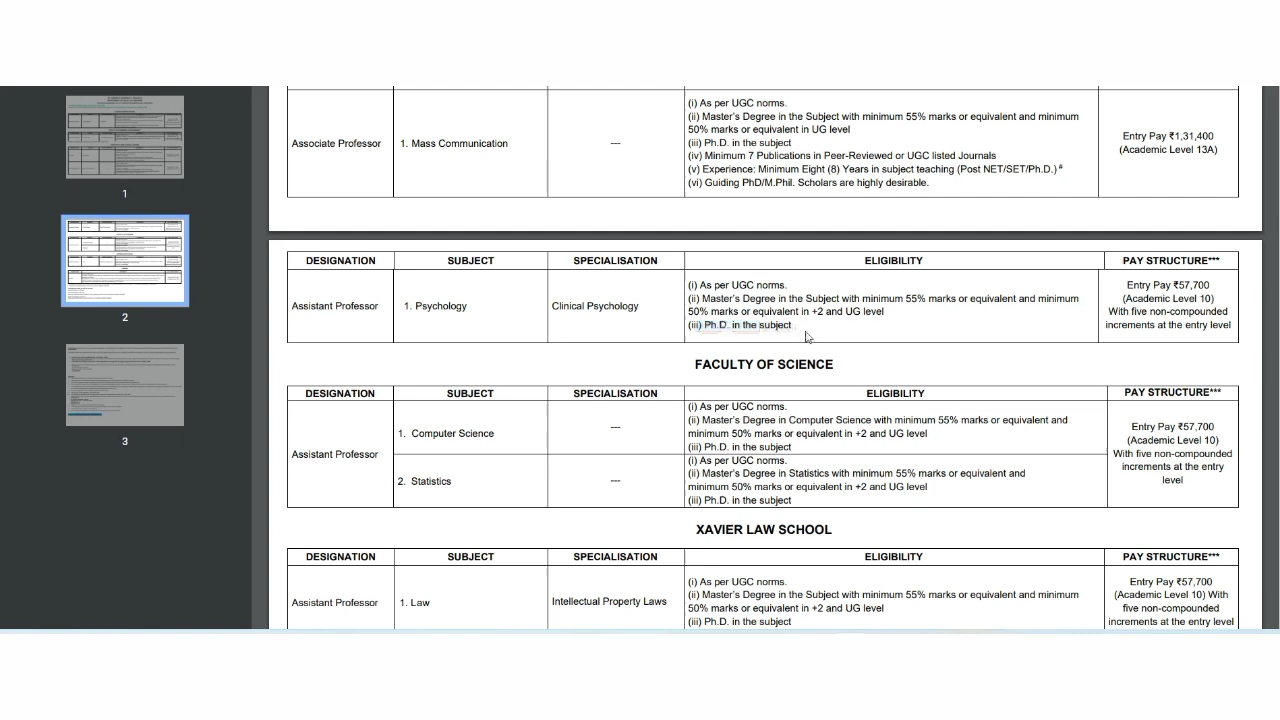 (i) As per UGC norms.
(ii) Master's Degree in the Subject with minimum 55% marks or equivalent and minimum
50% marks or equivalent in UG level
(iii) Ph.D. in the subject
(iv) Minimum 7 Publications in Peer-Reviewed or UGC listed Journals
(v) Experience: Minimum Eight (8) Years in subject teaching (Post NET/SET/Ph.D.) #
(vi) Guiding PhD/M.Phil. Scholars are highly desirable.
Associate Professor
1. Mass Communication
---
Entry Pay ₹1,31,400
(Academic Level 13A)
1
2
3
DESIGNATION SUBJECT SPECIALISATION ELIGIBILITY PAY STRUCTURE***
Assistant Professor
1. Psychology
Clinical Psychology
(i) As per UGC norms.
(ii) Master's Degree in the Subject with minimum 55% marks or equivalent and minimum
50% marks or equivalent in +2 and UG level
(iii) Ph.D. in the subject
Entry Pay ₹57,700
(Academic Level 10)
With five non-compounded
increments at the entry level
FACULTY OF SCIENCE
DESIGNATION SUBJECT SPECIALISATION ELIGIBILITY PAY STRUCTURE***
Assistant Professor
1. Computer Science
---
(i) As per UGC norms.
(ii) Master's Degree in Computer Science with minimum 55% marks or equivalent and
minimum 50% marks or equivalent in +2 and UG level
(iii) Ph.D. in the subject
2. Statistics
---
(i) As per UGC norms.
(ii) Master's Degree in Statistics with minimum 55% marks or equivalent and
minimum 50% marks or equivalent in +2 and UG level
(iii) Ph.D. in the subject
Entry Pay ₹57,700
(Academic Level 10)
With five non-compounded
increments at the entry
level
XAVIER LAW SCHOOL
DESIGNATION SUBJECT SPECIALISATION ELIGIBILITY PAY STRUCTURE***
Assistant Professor
1. Law
Intellectual Property Laws
(i) As per UGC norms.
(ii) Master's Degree in the Subject with minimum 55% marks or equivalent and minimum
50% marks or equivalent in +2 and UG level
(iii) Ph.D. in the subject
Entry Pay ₹57,700
(Academic Level 10) With
five non-compounded
increments at the entry level